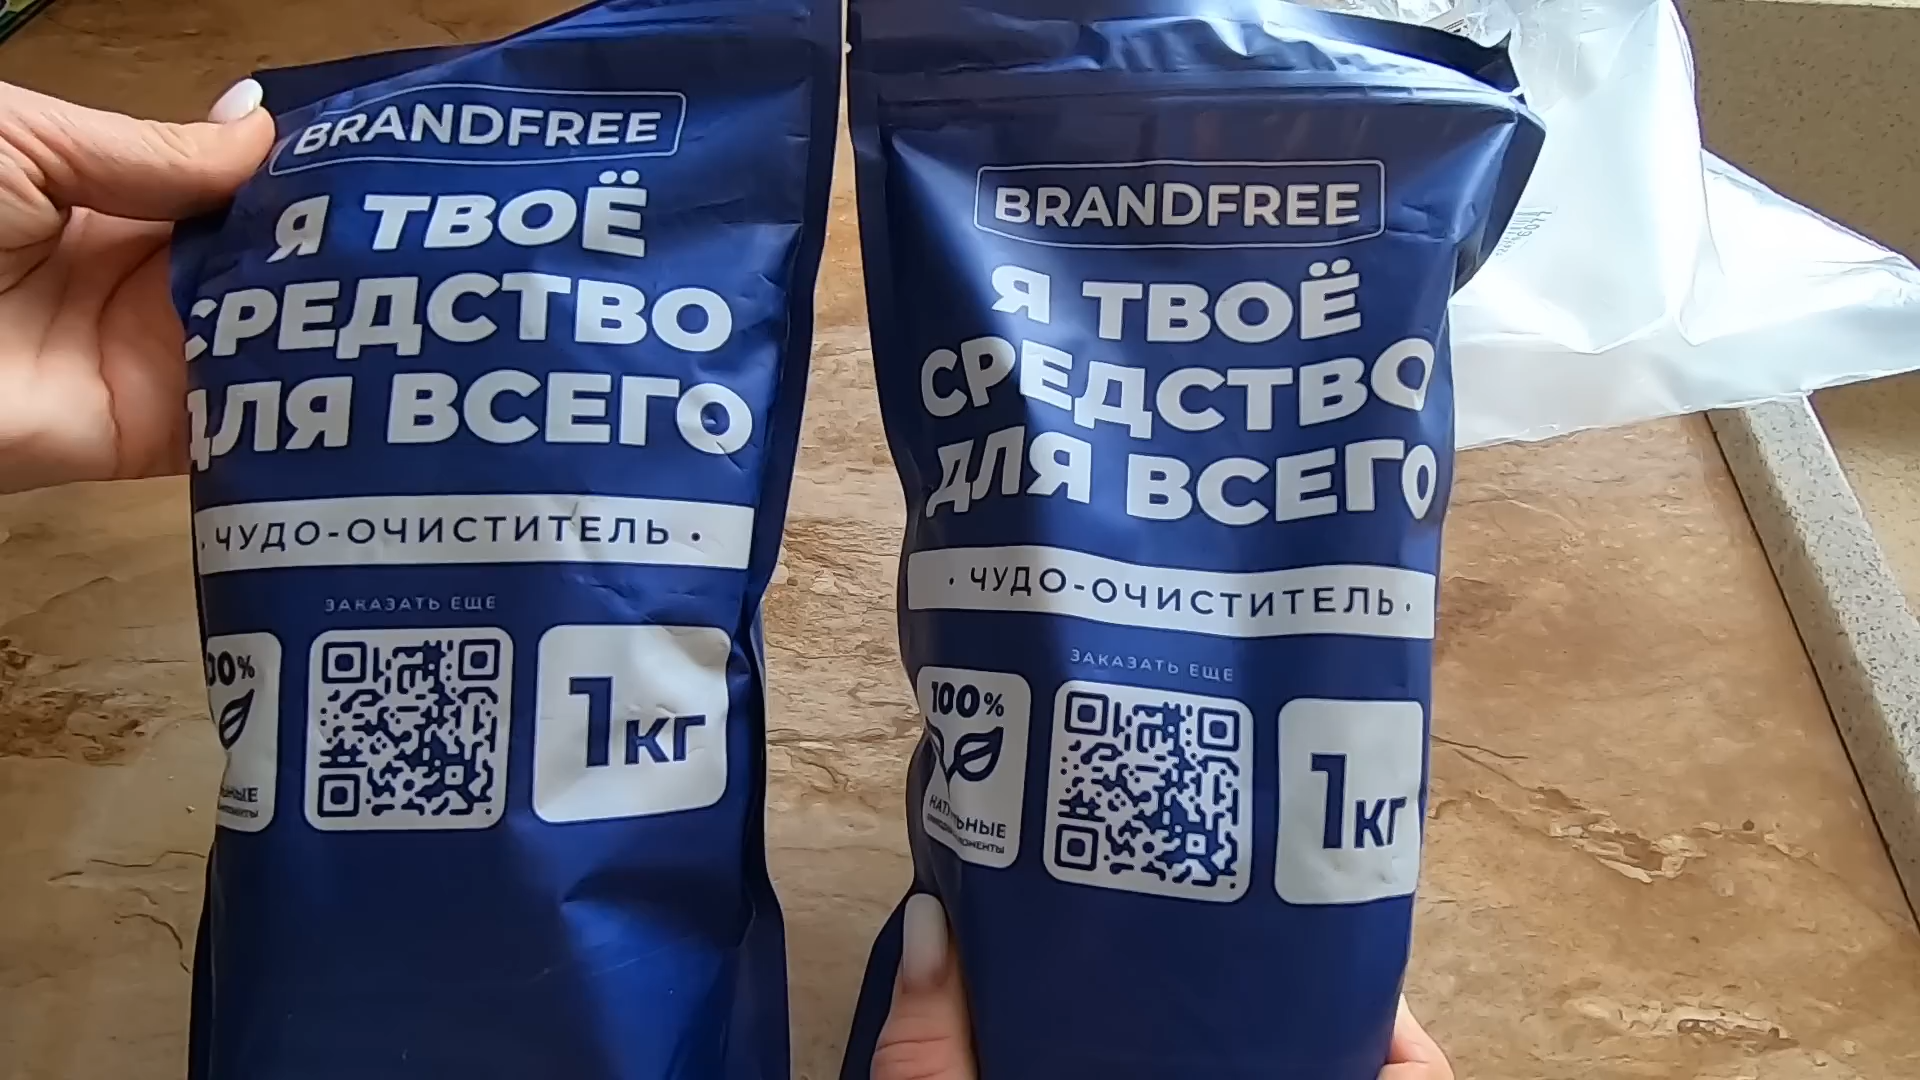 BRANDFREE
Я ТВОЁ
СРЕДСТВО
ДЛЯ ВСЕГО
· ЧУДО-ОЧИСТИТЕЛЬ ·
ЗАКАЗАТЬ ЕЩЕ
1КГ
BRANDFREE
Я ТВОЁ
СРЕДСТВО
ДЛЯ ВСЕГО
· ЧУДО-ОЧИСТИТЕЛЬ ·
ЗАКАЗАТЬ ЕЩЕ
100%
1КГ